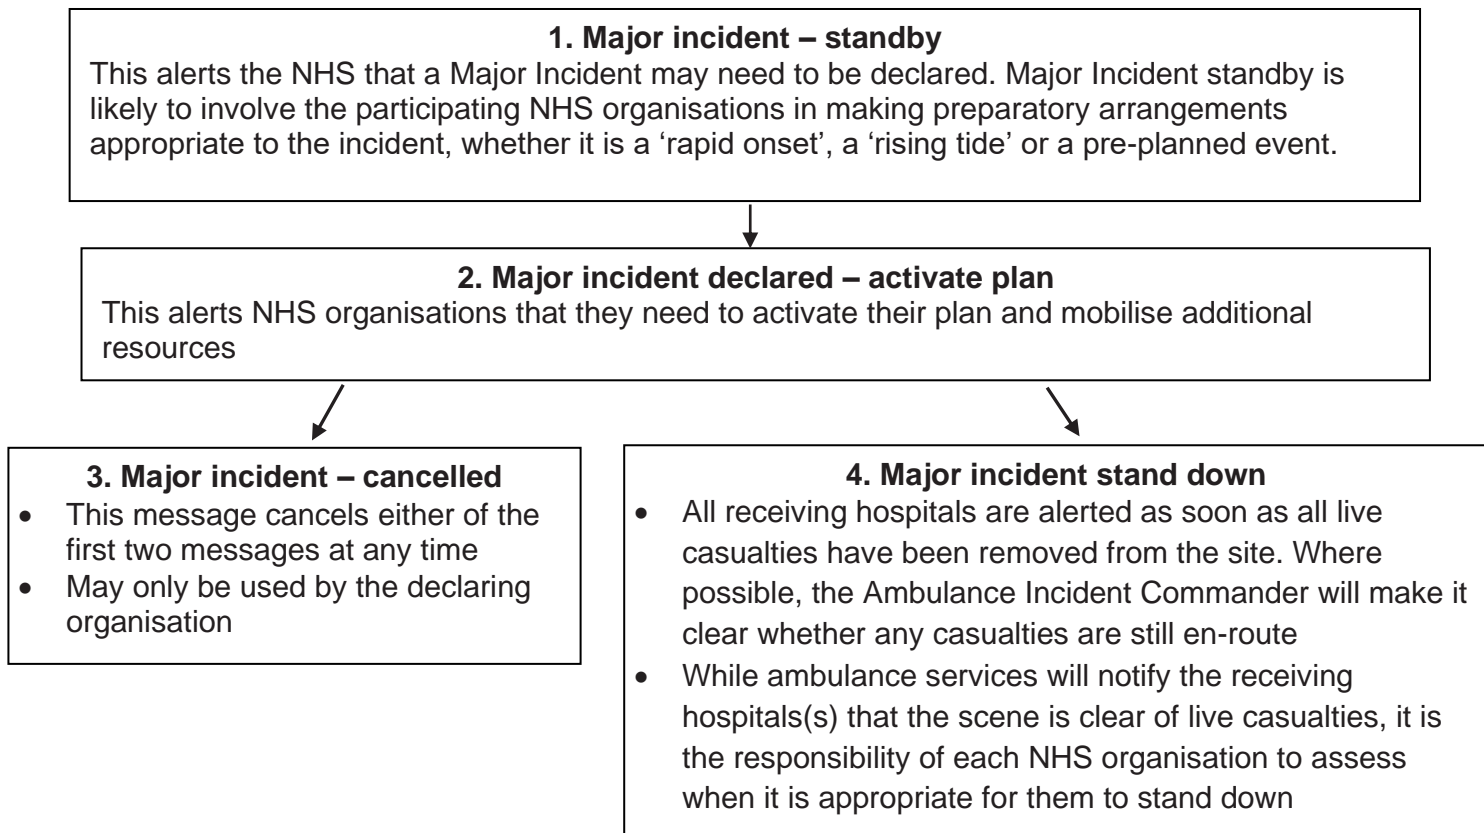 1. Major incident – standby
This alerts the NHS that a Major Incident may need to be declared. Major Incident standby is
likely to involve the participating NHS organisations in making preparatory arrangements
appropriate to the incident, whether it is a ‘rapid onset’, a ‘rising tide’ or a pre-planned event.
2. Major incident declared – activate plan
This alerts NHS organisations that they need to activate their plan and mobilise additional
resources
3. Major incident – cancelled
• This message cancels either of the
first two messages at any time
• May only be used by the declaring
organisation
4. Major incident stand down
• All receiving hospitals are alerted as soon as all live
casualties have been removed from the site. Where
possible, the Ambulance Incident Commander will make it
clear whether any casualties are still en-route
• While ambulance services will notify the receiving
hospitals(s) that the scene is clear of live casualties, it is
the responsibility of each NHS organisation to assess
when it is appropriate for them to stand down